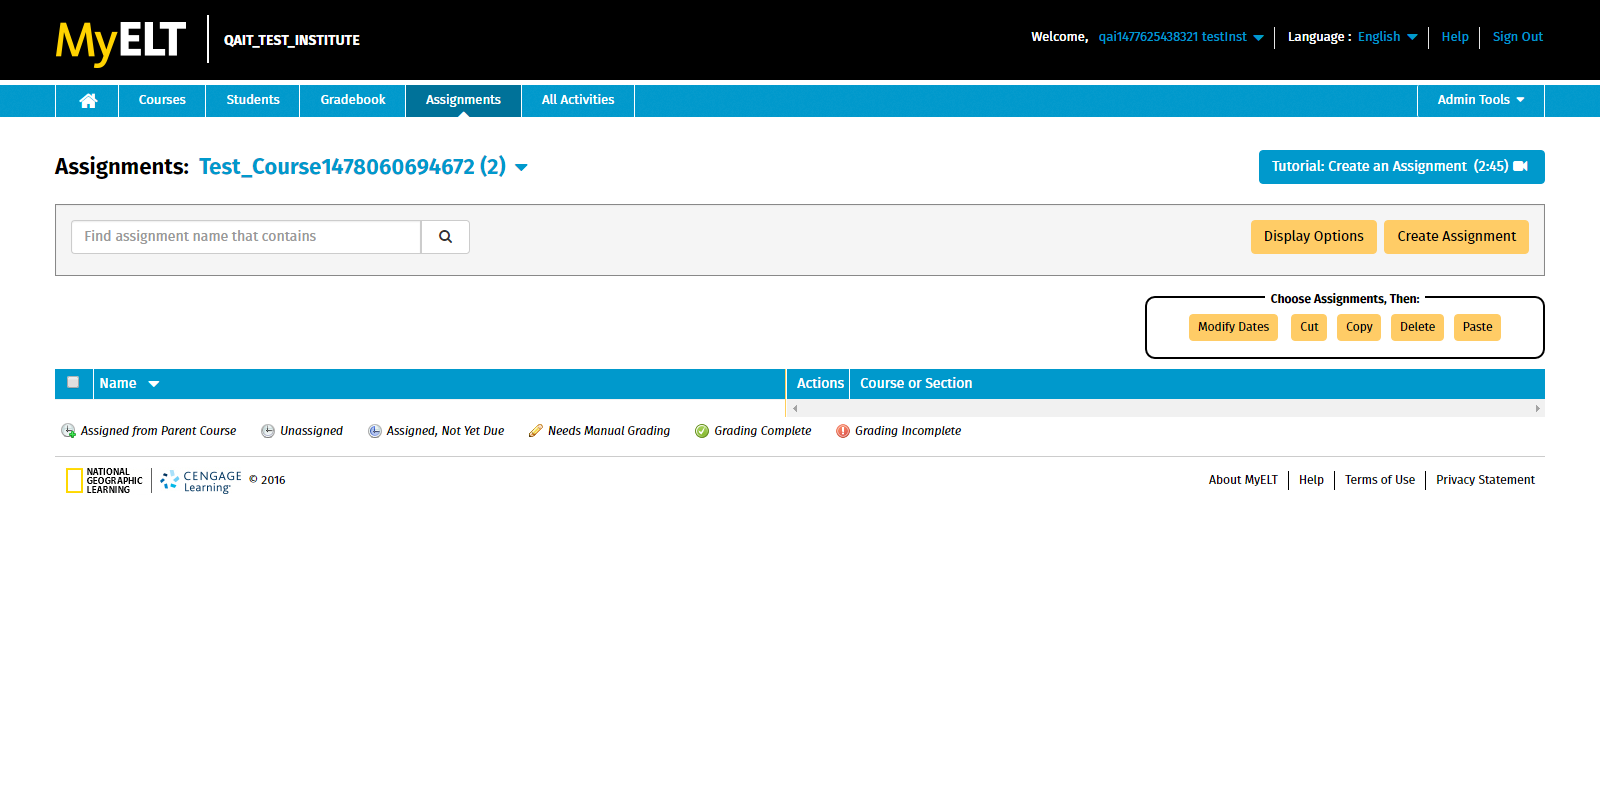 MyELT
QAIT_TEST_INSTITUTE
Welcome, qai1477625438321 testInst
Language : English
Help
Sign Out
Courses
Students
Gradebook
Assignments
All Activities
Admin Tools
Assignments: Test_Course1478060694672 (2)
Tutorial: Create an Assignment (2:45)
Find assignment name that contains
Display Options
Create Assignment
Choose Assignments, Then:
Modify Dates
Cut
Copy
Delete
Paste
Name
Actions
Course or Section
Assigned from Parent Course
Unassigned
Assigned, Not Yet Due
Needs Manual Grading
Grading Complete
Grading Incomplete
NATIONAL
GEOGRAPHIC
LEARNING
CENGAGE
Learning
© 2016
About MyELT
Help
Terms of Use
Privacy Statement